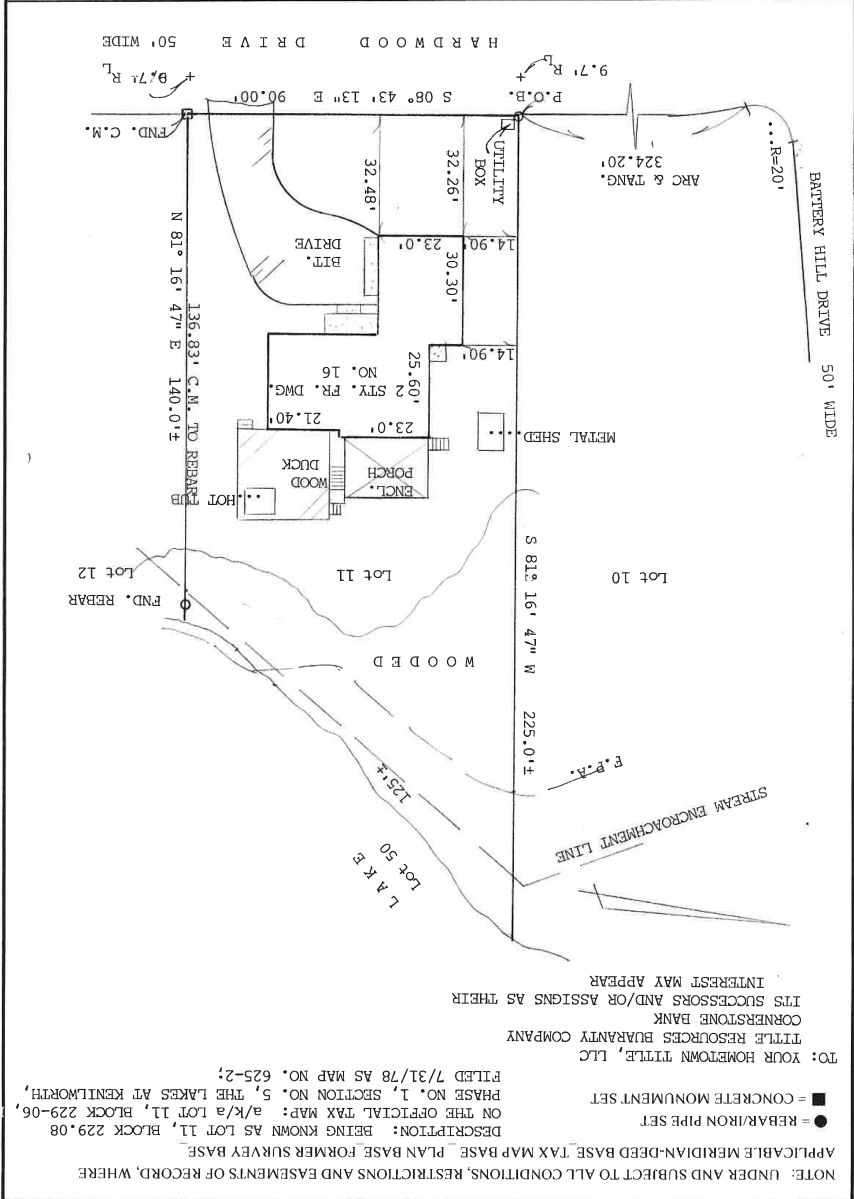 NOTE: UNDER AND SUBJECT TO ALL CONDITIONS, RESTRICTIONS AND EASEMENTS OF RECORD, WHERE
APPLICABLE MERIDIAN-DEED BASE_TAX MAP BASE_ PLAN BASE_FORMER SURVEY BASE_
● = REBAR/IRON PIPE SET
■ = CONCRETE MONUMENT SET
DESCRIPTION: BEING KNOWN AS LOT 11, BLOCK 229.08
ON THE OFFICIAL TAX MAP: a/k/a LOT 11, BLOCK 229-06,
PHASE NO. 1, SECTION NO. 5, THE LAKES AT KENILWORTH,
FILED 7/31/78 AS MAP NO. 625-2;
TO: YOUR HOMETOWN TITLE, LLC
TITLE RESOURCES BUARANTY COMPANY
CORNERSTONE BANK
ITS SUCCESSORS AND/OR ASSIGNS AS THEIR
INTEREST MAY APPEAR
LAKE
Lot 50
STREAM ENCROACHMENT LINE
125'±
F.P.A.
S 81° 16' 47" W 225.0'±
WOODED
FND. REBAR
Lot 10
Lot 11
Lot 12
HOT TUB
METAL SHED
ENCL.
PORCH
WOOD
DUCK
23.0'
21.40'
2 STY. FR. DWG.
NO. 16
25.60'
14.90'
136.83' C.M. TO REBAR
N 81° 16' 47" E 140.0'±
30.30'
BIT.
DRIVE
14.90'
23.0'
BATTERY HILL DRIVE 50' WIDE
...R=20'
ARC & TANG.
324.20'
UTILITY
BOX
32.26'
32.48'
FND. C.M.
P.O.B.
S 08° 43' 13" E 90.00'
9.7' RL
9.7' RL
HARDWOOD DRIVE 50' WIDE